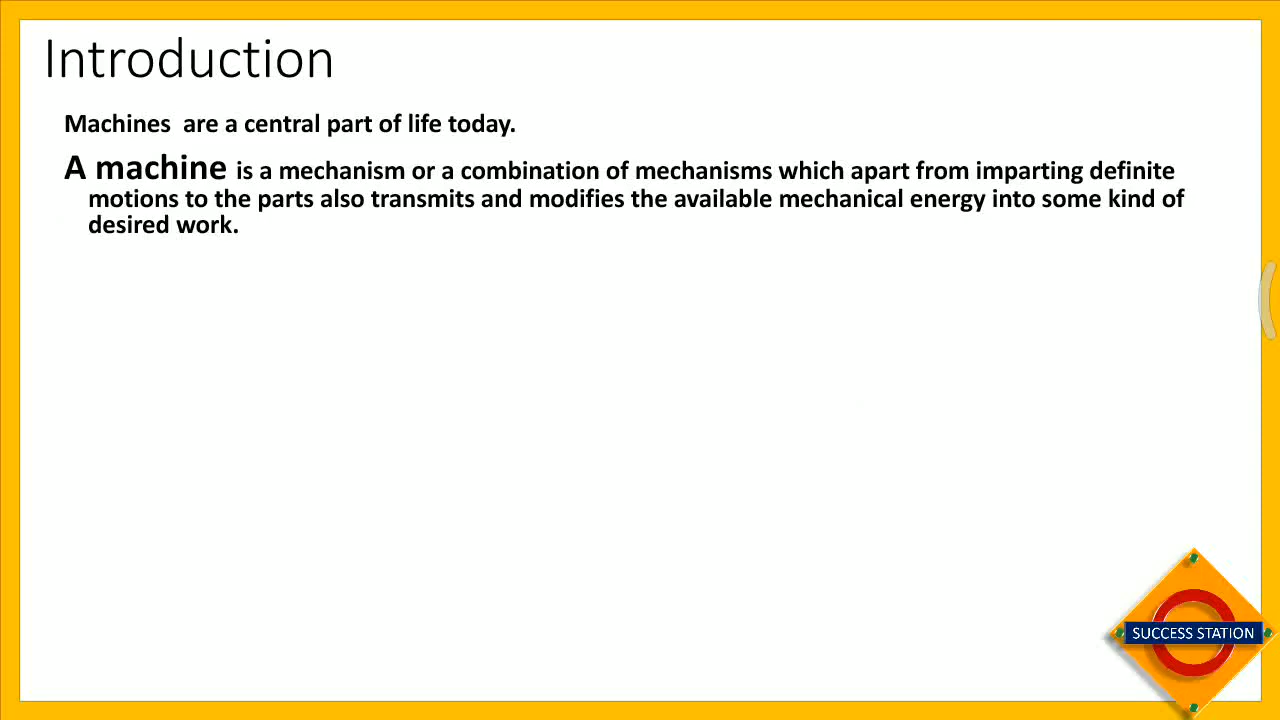 Introduction
Machines  are a central part of life today.
A machine is a mechanism or a combination of mechanisms which apart from imparting definite
motions to the parts also transmits and modifies the available mechanical energy into some kind of
desired work.
SUCCESS STATION